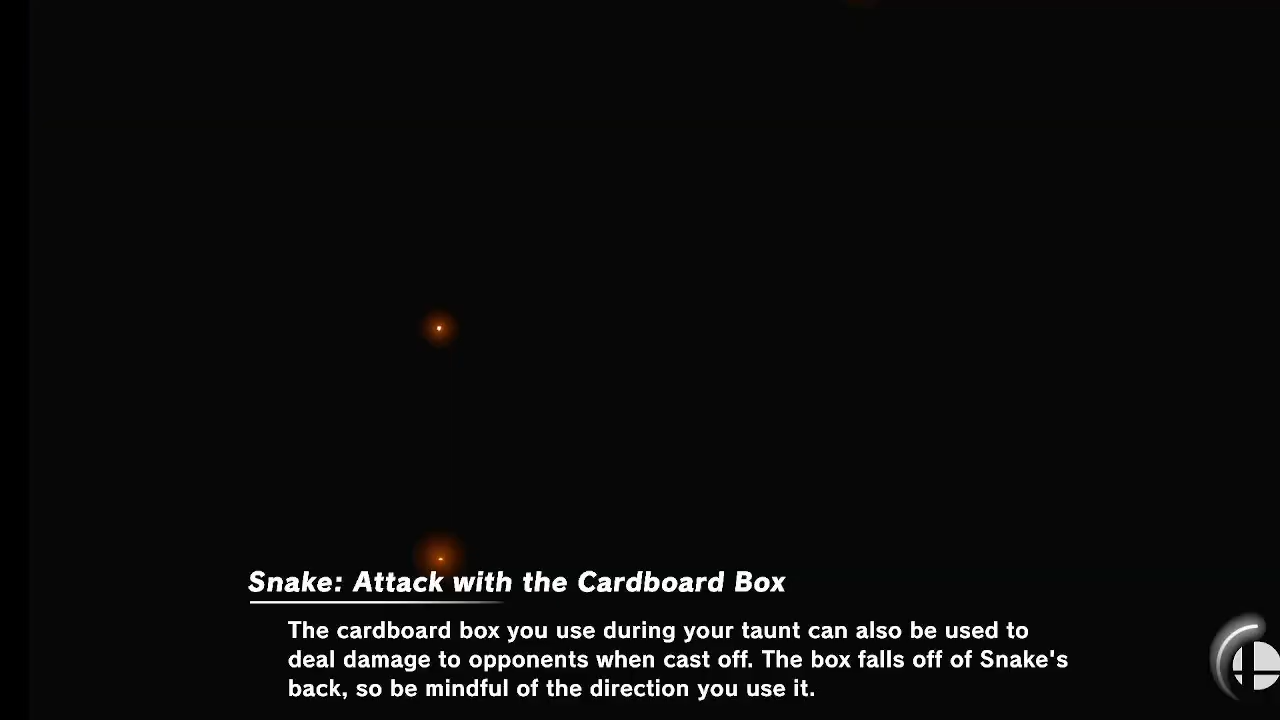 Snake: Attack with the Cardboard Box
The cardboard box you use during your taunt can also be used to
deal damage to opponents when cast off. The box falls off of Snake's
back, so be mindful of the direction you use it.